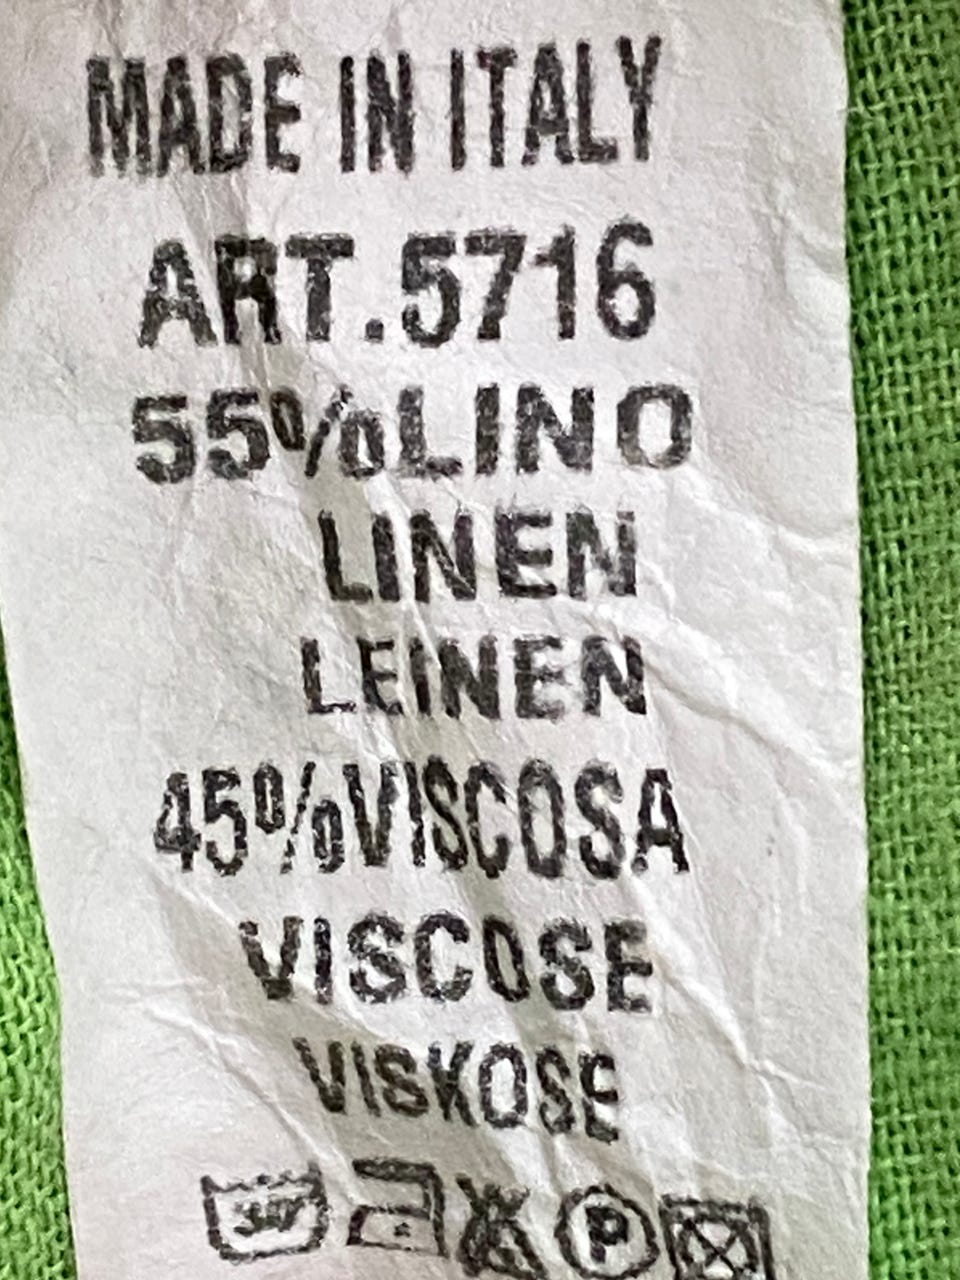 MADE IN ITALY
ART.5716
55%LINO
LINEN
LEINEN
45%VISCOSA
VISCOSE
VISKOSE
P